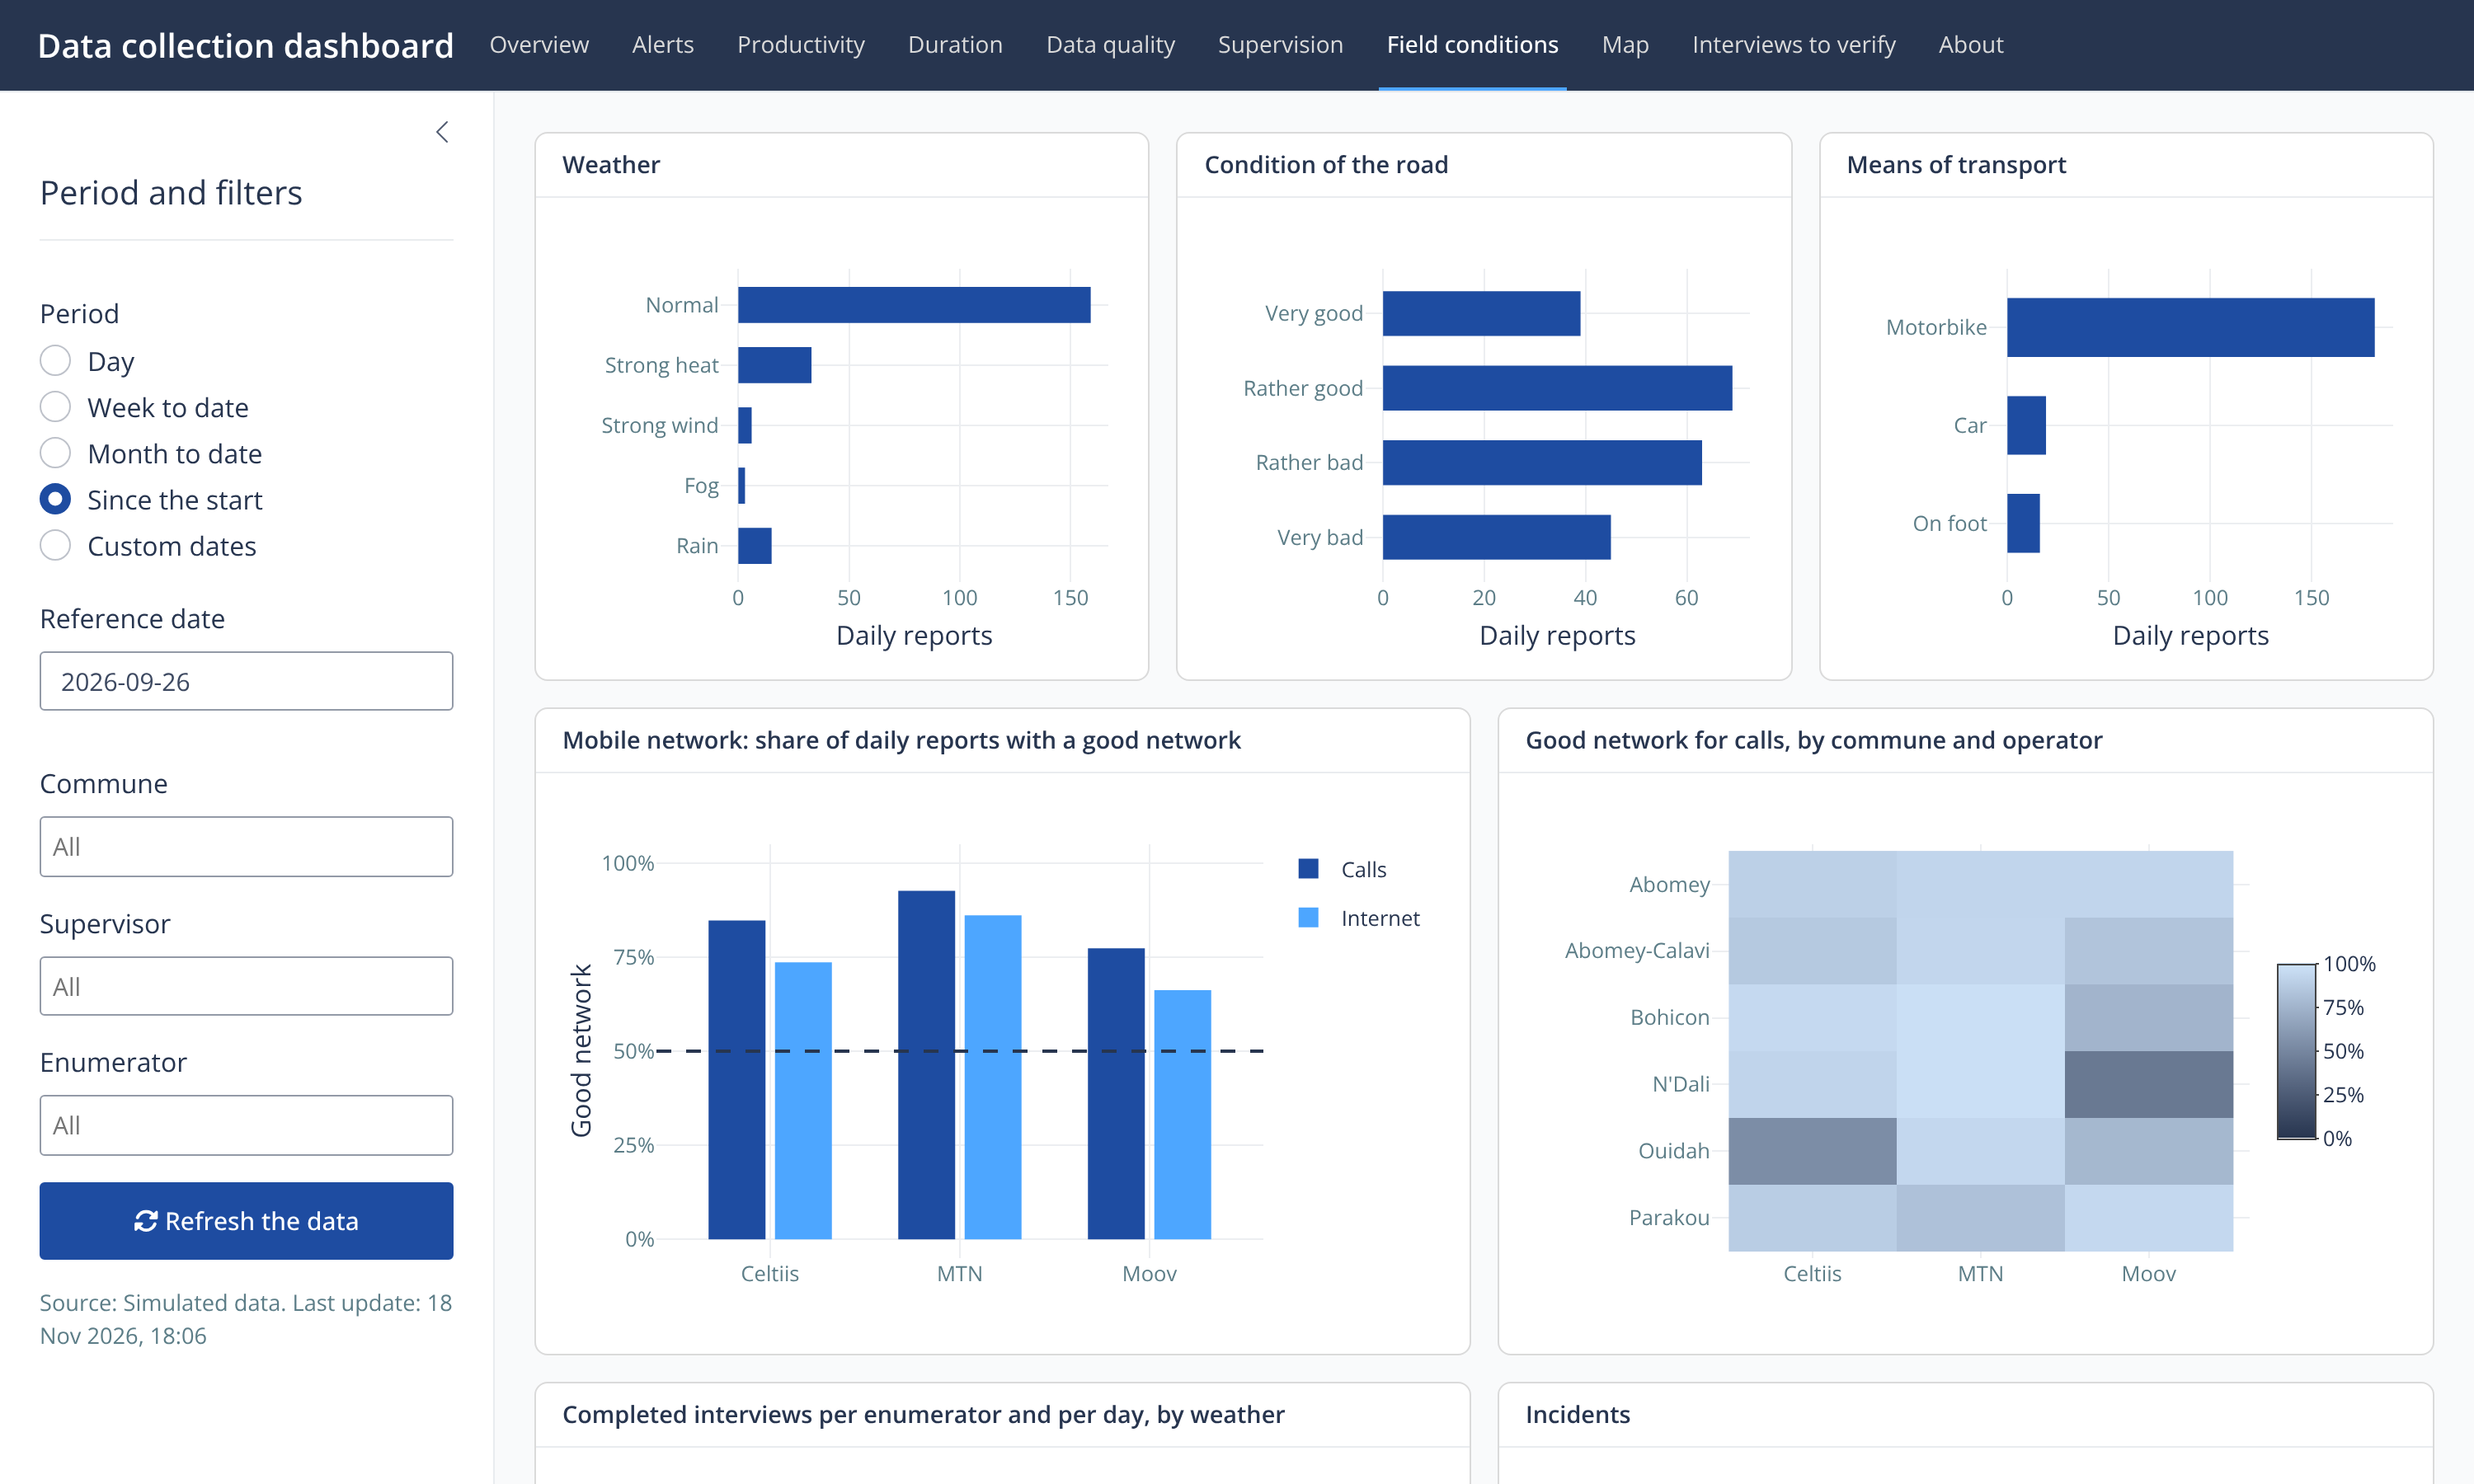 Data collection dashboard
Overview
Alerts
Productivity
Duration
Data quality
Supervision
Field conditions
Map
Interviews to verify
About
Period and filters
Period
Day
Week to date
Month to date
Since the start
Custom dates
Reference date
2026-09-26
Commune
All
Supervisor
All
Enumerator
All
Refresh the data
Source: Simulated data. Last update: 18
Nov 2026, 18:06
Weather
Normal
Strong heat
Strong wind
Fog
Rain
0 50 100 150
Daily reports
Condition of the road
Very good
Rather good
Rather bad
Very bad
0 20 40 60
Daily reports
Means of transport
Motorbike
Car
On foot
0 50 100 150
Daily reports
Mobile network: share of daily reports with a good network
Good network
100%
75%
50%
25%
0%
Celtiis MTN Moov
Calls
Internet
Good network for calls, by commune and operator
Abomey
Abomey-Calavi
Bohicon
N'Dali
Ouidah
Parakou
Celtiis MTN Moov
100%
75%
50%
25%
0%
Completed interviews per enumerator and per day, by weather
Incidents